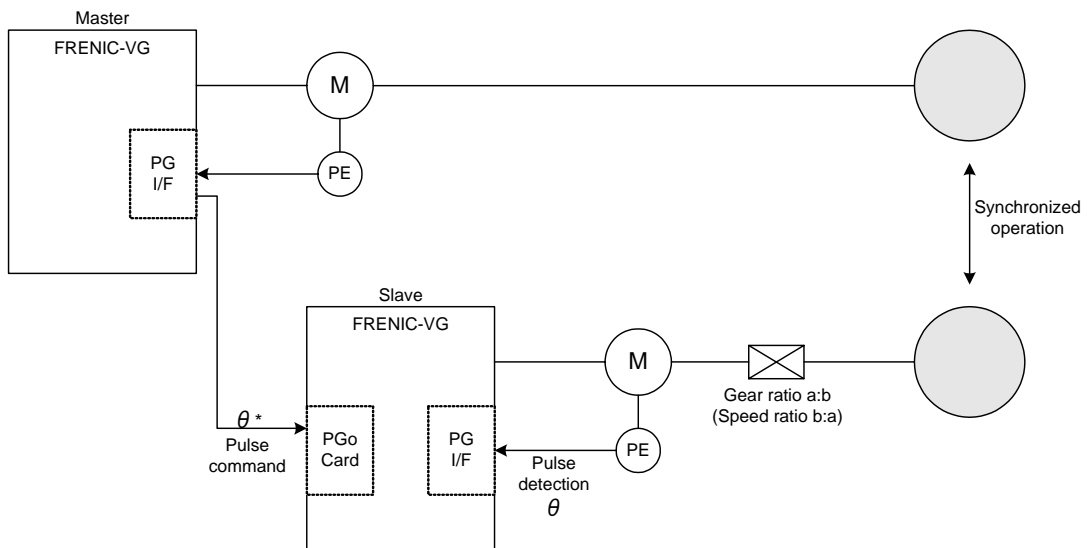 Master
FRENIC-VG
M
PG
I/F
PE
Synchronized
operation
Slave
FRENIC-VG
M
Gear ratio a:b
(Speed ratio b:a)
θ *
Pulse
command
PGo
Card
PG
I/F
PE
Pulse
detection
θ